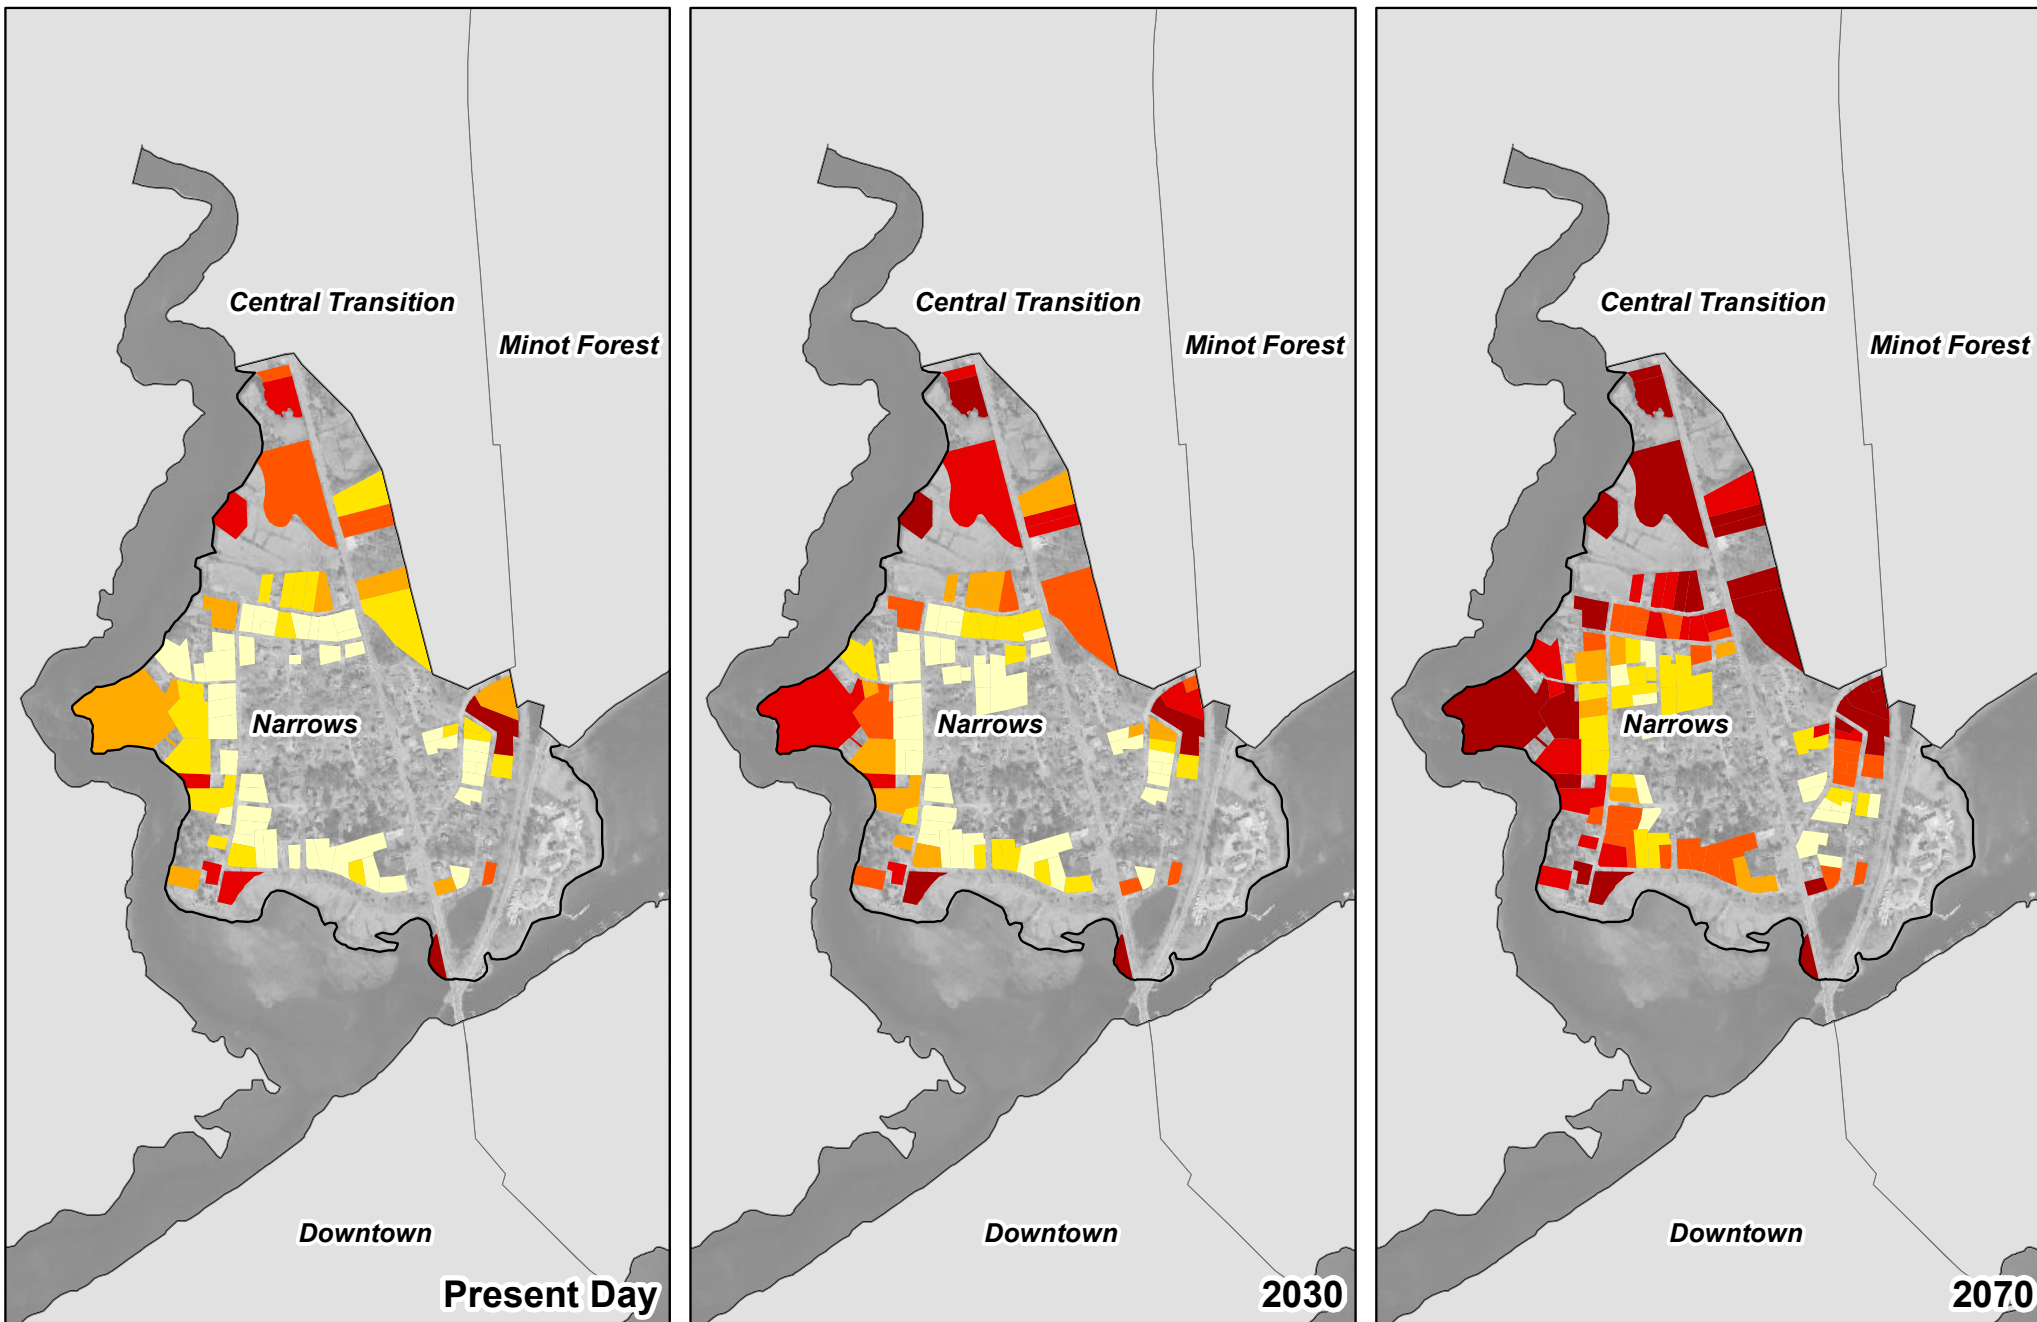 Central Transition
Minot Forest
Narrows
Downtown
Present Day
Central Transition
Minot Forest
Narrows
Downtown
2030
Central Transition
Minot Forest
Narrows
Downtown
2070